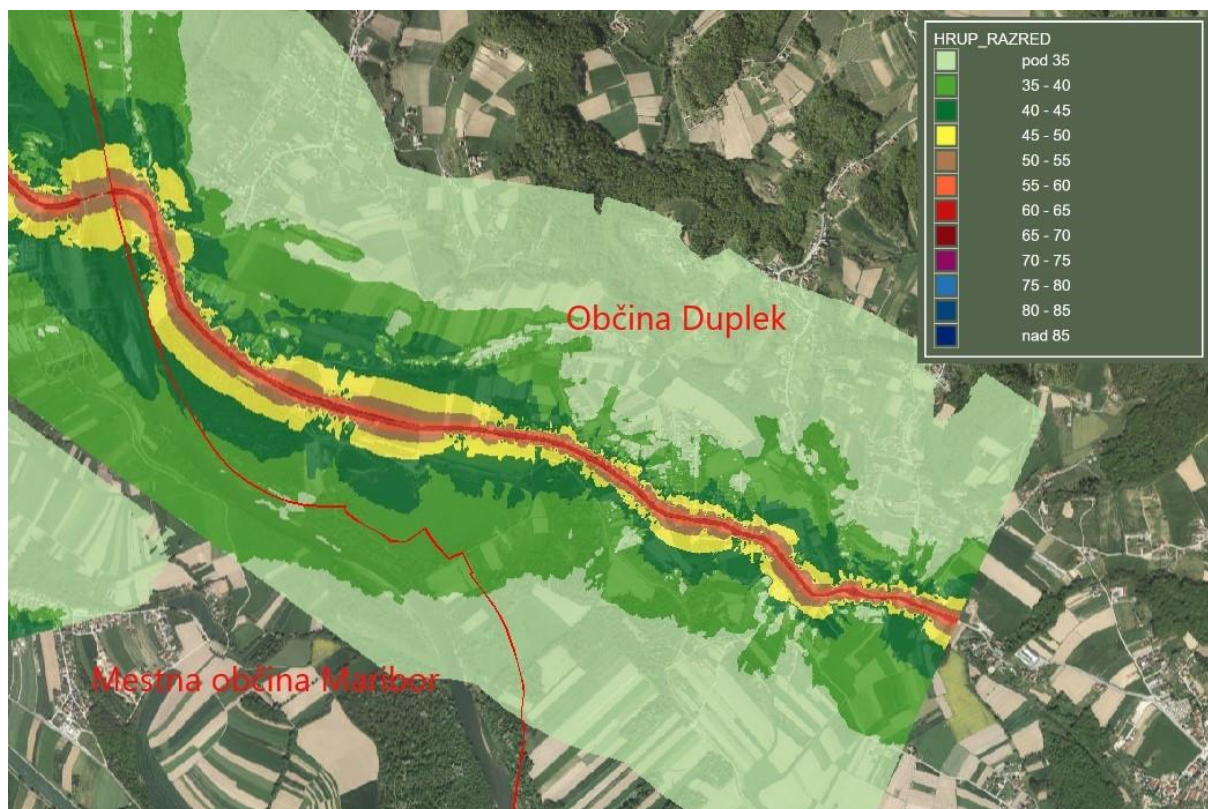 HRUP_RAZRED
pod 35
35 - 40
40 - 45
45 - 50
50 - 55
55 - 60
60 - 65
65 - 70
70 - 75
75 - 80
80 - 85
nad 85
Občina Duplek
Mestna občina Maribor